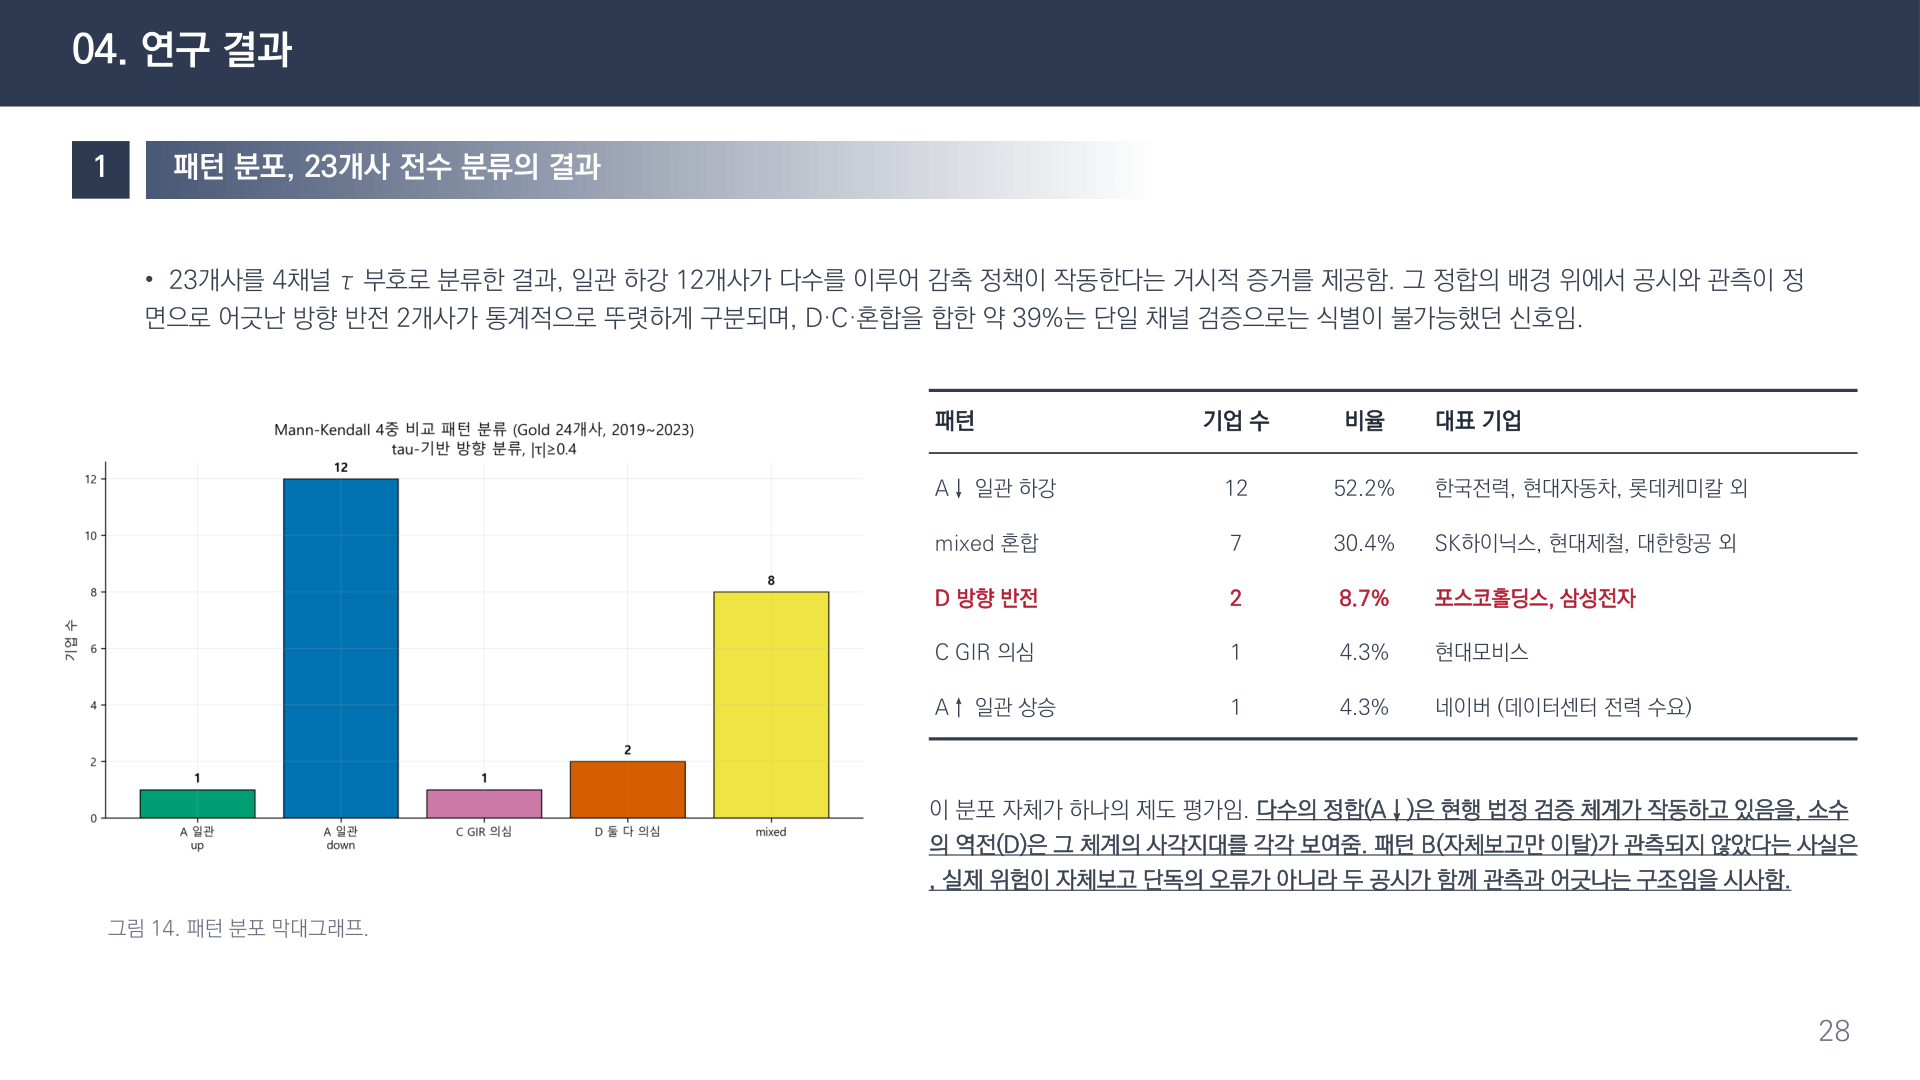 04. 연구 결과
1
패턴 분포, 23개사 전수 분류의 결과
• 23개사를 4채널 τ 부호로 분류한 결과, 일관 하강 12개사가 다수를 이루어 감축 정책이 작동한다는 거시적 증거를 제공함. 그 정합의 배경 위에서 공시와 관측이 정
면으로 어긋난 방향 반전 2개사가 통계적으로 뚜렷하게 구분되며, D·C·혼합을 합한 약 39%는 단일 채널 검증으로는 식별이 불가능했던 신호임.
Mann-Kendall 4중 비교 패턴 분류 (Gold 24개사, 2019~2023)
tau-기반 방향 분류, |τ|≥0.4
기업 수
12
10
8
6
4
2
0
1
12
1
2
8
A 일관
up
A 일관
down
C GIR 의심
D 둘 다 의심
mixed
그림 14. 패턴 분포 막대그래프.
패턴 기업 수 비율 대표 기업
A↓ 일관 하강 12 52.2% 한국전력, 현대자동차, 롯데케미칼 외
mixed 혼합 7 30.4% SK하이닉스, 현대제철, 대한항공 외
D 방향 반전 2 8.7% 포스코홀딩스, 삼성전자
C GIR 의심 1 4.3% 현대모비스
A↑ 일관 상승 1 4.3% 네이버 (데이터센터 전력 수요)
이 분포 자체가 하나의 제도 평가임. 다수의 정합(A↓)은 현행 법정 검증 체계가 작동하고 있음을, 소수
의 역전(D)은 그 체계의 사각지대를 각각 보여줌. 패턴 B(자체보고만 이탈)가 관측되지 않았다는 사실은
, 실제 위험이 자체보고 단독의 오류가 아니라 두 공시가 함께 관측과 어긋나는 구조임을 시사함.
28